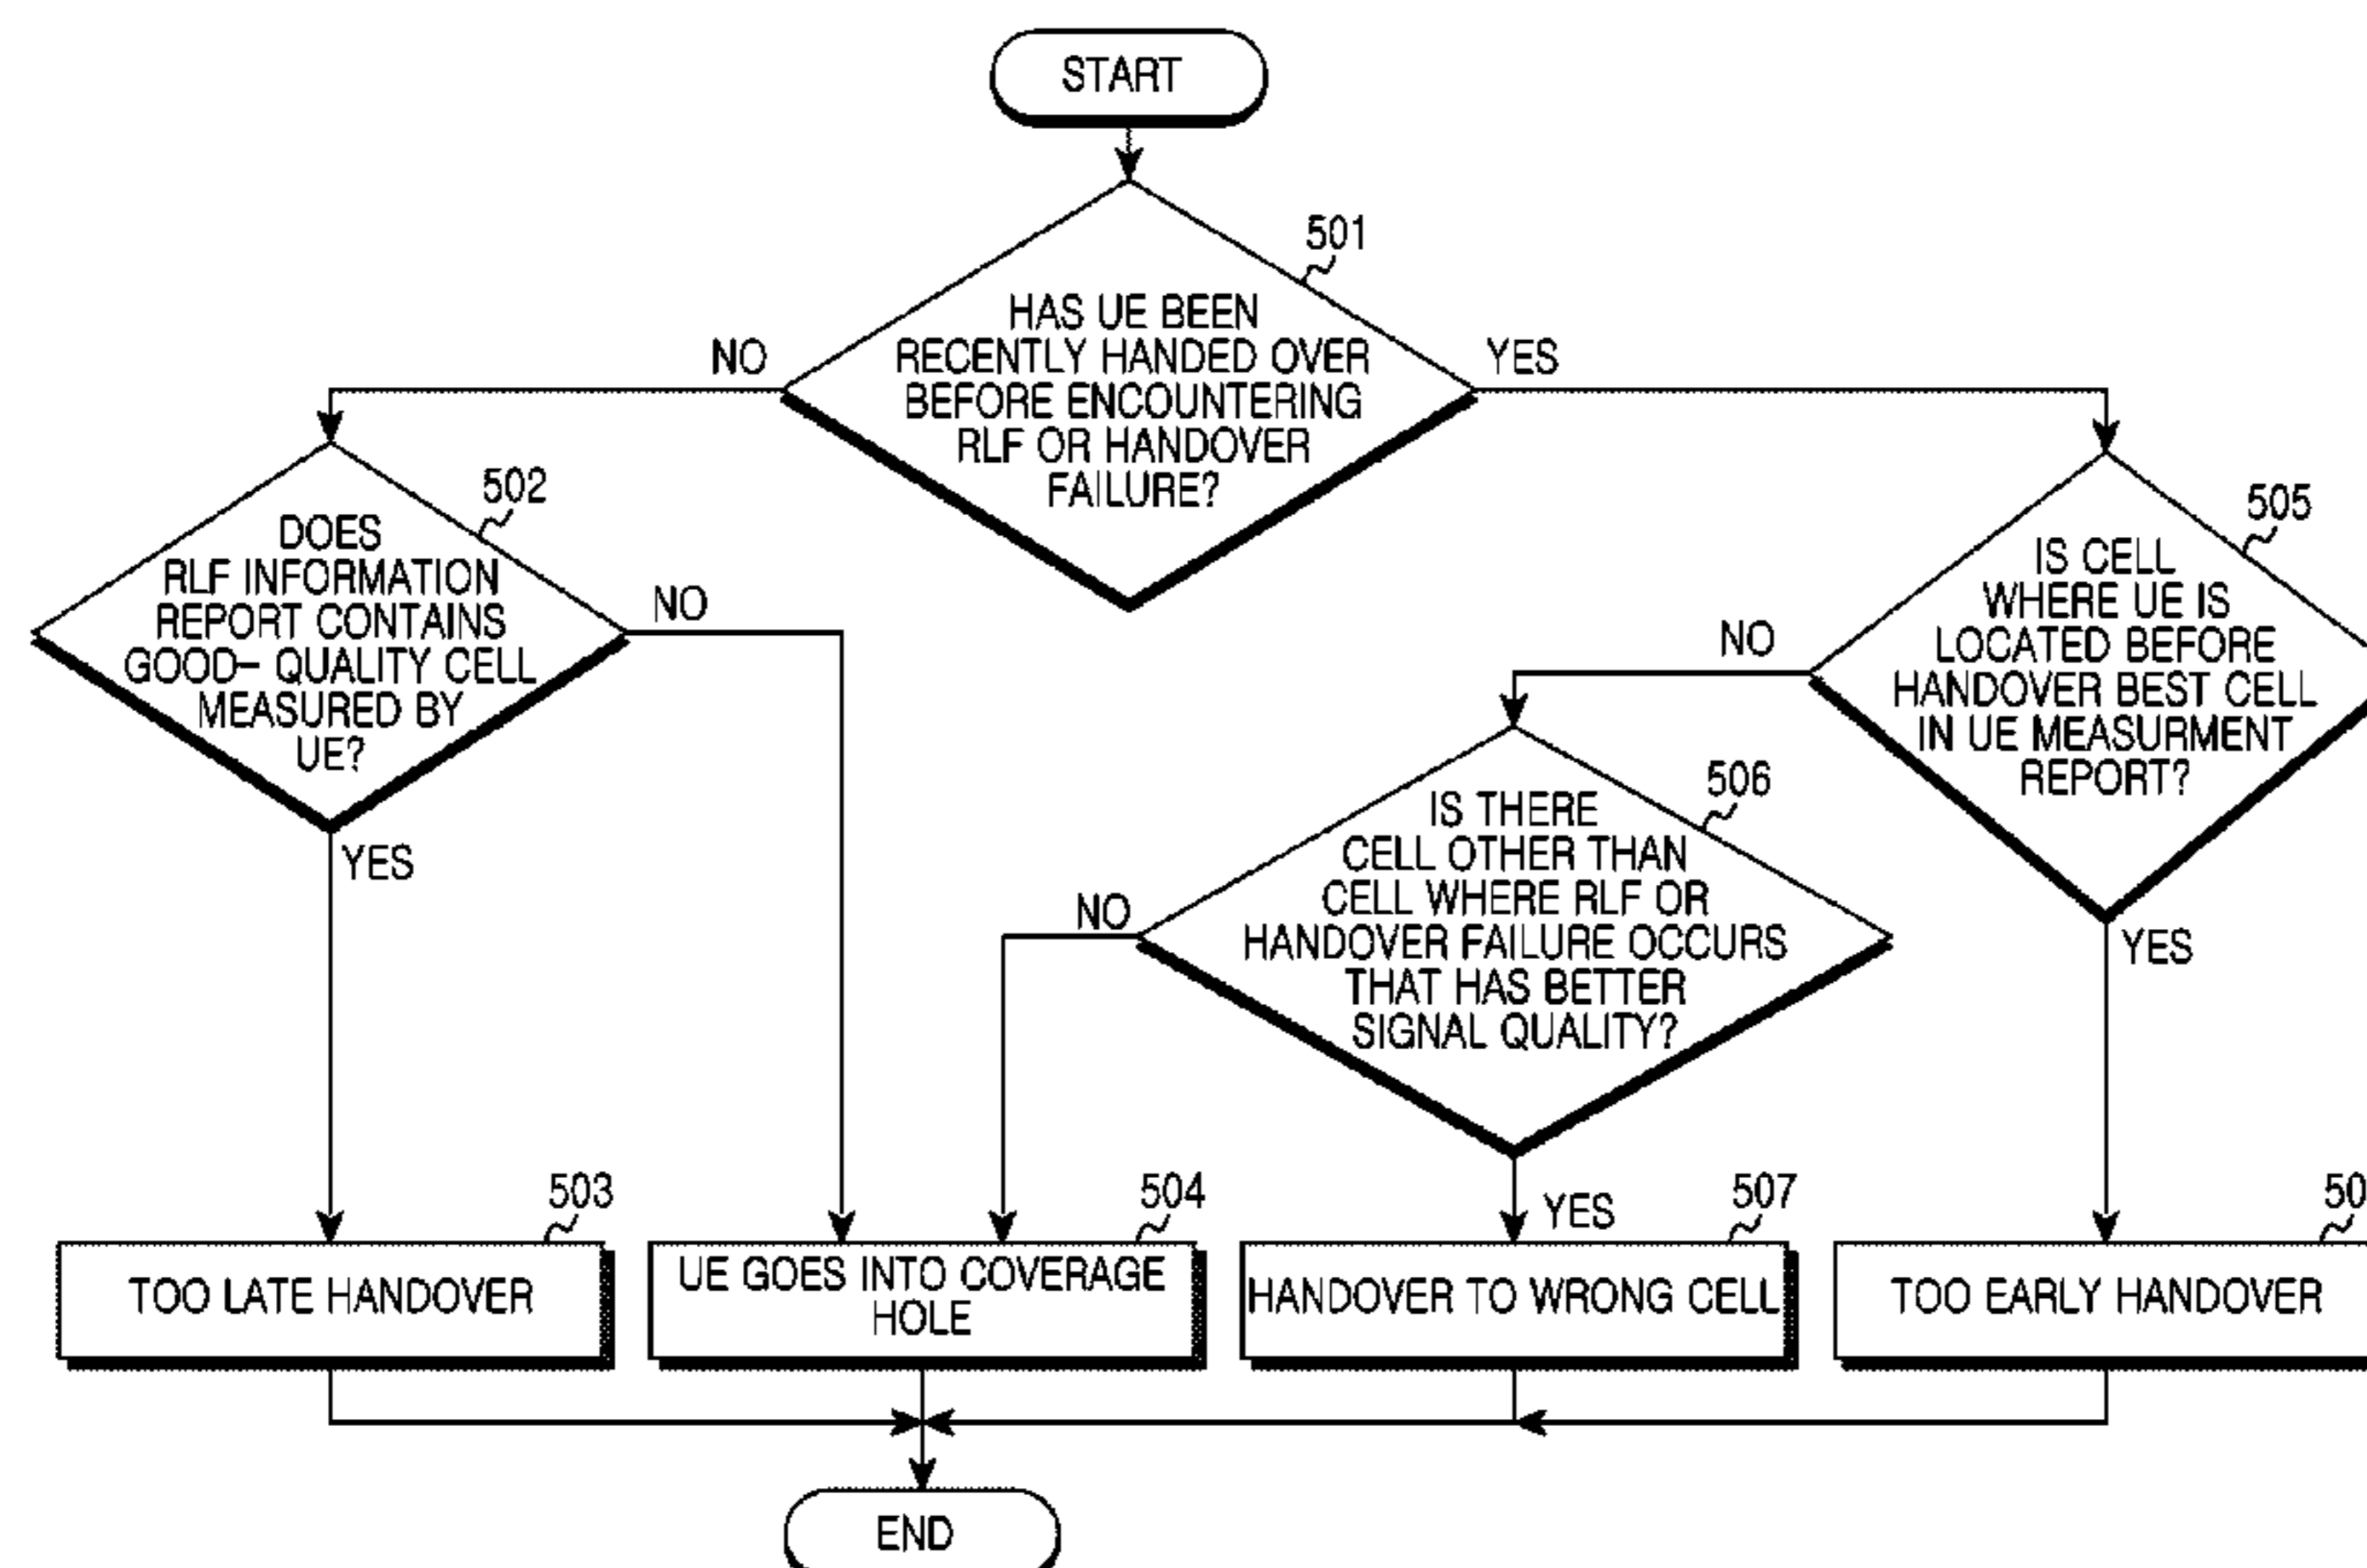 START
501
HAS UE BEEN
RECENTLY HANDED OVER
BEFORE ENCOUNTERING
RLF OR HANDOVER
FAILURE?
NO
YES
502
DOES
RLF INFORMATION
REPORT CONTAINS
GOOD- QUALITY CELL
MEASURED BY
UE?
NO
YES
505
IS CELL
WHERE UE IS
LOCATED BEFORE
HANDOVER BEST CELL
IN UE MEASURMENT
REPORT?
NO
YES
506
IS THERE
CELL OTHER THAN
CELL WHERE RLF OR
HANDOVER FAILURE OCCURS
THAT HAS BETTER
SIGNAL QUALITY?
NO
YES
503
TOO LATE HANDOVER
504
UE GOES INTO COVERAGE
HOLE
507
HANDOVER TO WRONG CELL
TOO EARLY HANDOVER
END